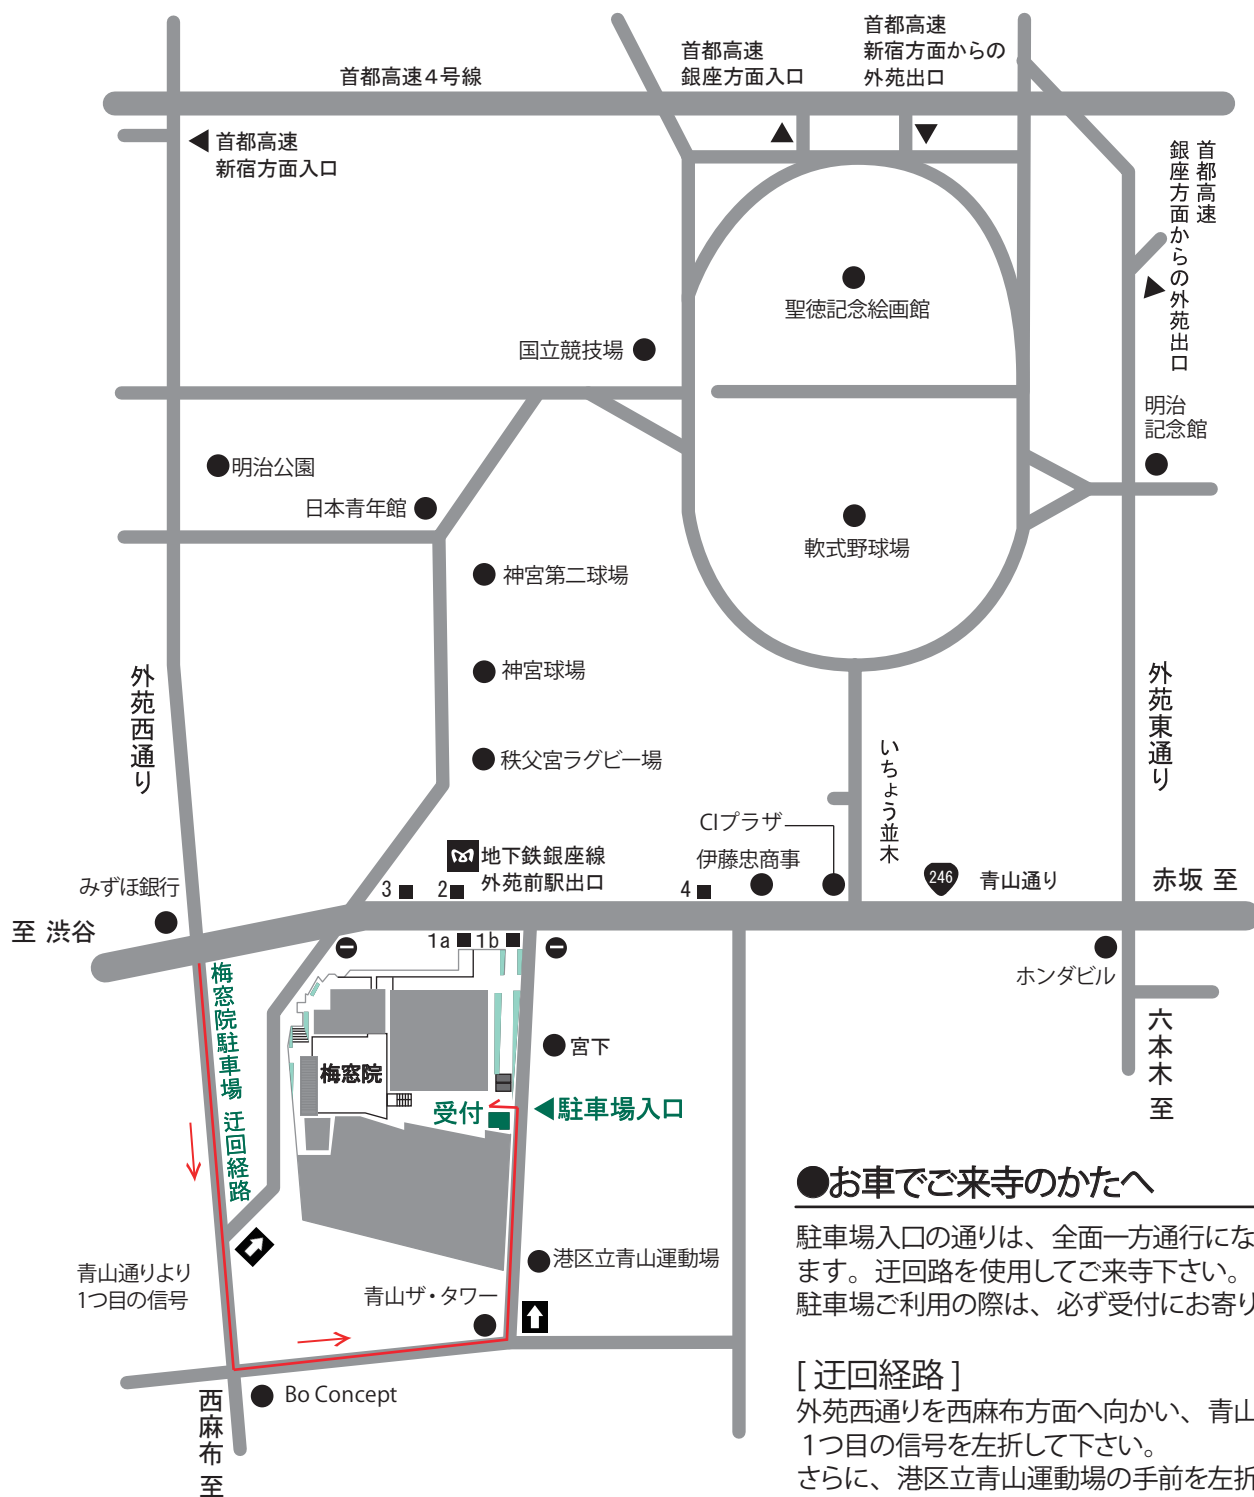 首都高速
新宿方面からの
外苑出口
首都高速
銀座方面入口
首都高速４号線
首都高速
新宿方面入口
首都高速
銀座方面からの外苑出口
聖徳記念絵画館
国立競技場
明治
記念館
明治公園
日本青年館
軟式野球場
神宮第二球場
神宮球場
外苑西通り
外苑東通り
秩父宮ラグビー場
いちょう並木
CIプラザ
伊藤忠商事
地下鉄銀座線
外苑前駅出口
3
2
4
246
青山通り
赤坂 至
みずほ銀行
至 渋谷
1a
1b
ホンダビル
梅窓院駐車場 迂回経路
宮下
六本木 至
梅窓院
受付
駐車場入口
●お車でご来寺のかたへ
駐車場入口の通りは、全面一方通行にな
ます。迂回路を使用してご来寺下さい。
駐車場ご利用の際は、必ず受付にお寄り
港区立青山運動場
青山通りより
1つ目の信号
青山ザ・タワー
Bo Concept
西麻布 至
[ 迂回経路 ]
外苑西通りを西麻布方面へ向かい、青山
１つ目の信号を左折して下さい。
さらに、港区立青山運動場の手前を左折